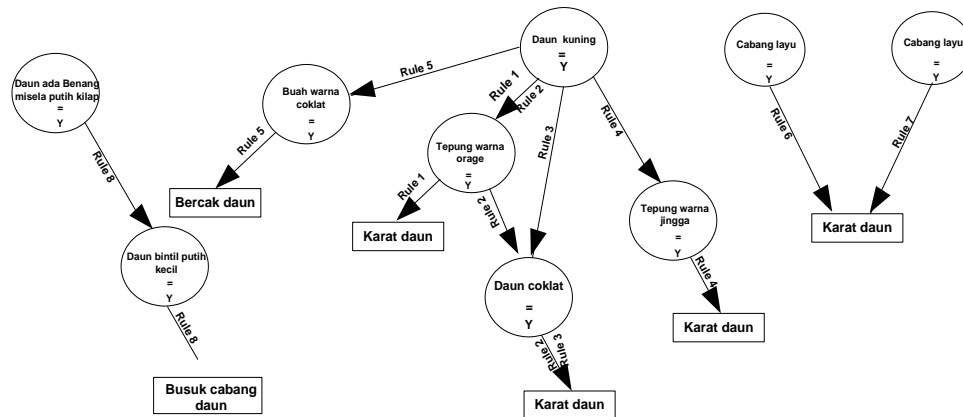 Daun ada Benang
misela putih kilap
=
Y
Rule 8
Daun bintil putih
kecil
=
Y
Rule 8
Busuk cabang
daun
Daun kuning
=
Y
Rule 5
Buah warna
coklat
=
Y
Rule 5
Bercak daun
Rule 1
Rule 2
Tepung warna
orage
=
Y
Rule 1
Karat daun
Rule 2
Rule 3
Daun coklat
=
Y
Rule 2
Rule 3
Karat daun
Rule 4
Tepung warna
jingga
=
Y
Rule 4
Karat daun
Cabang layu
=
Y
Rule 6
Cabang layu
=
Y
Rule 7
Karat daun